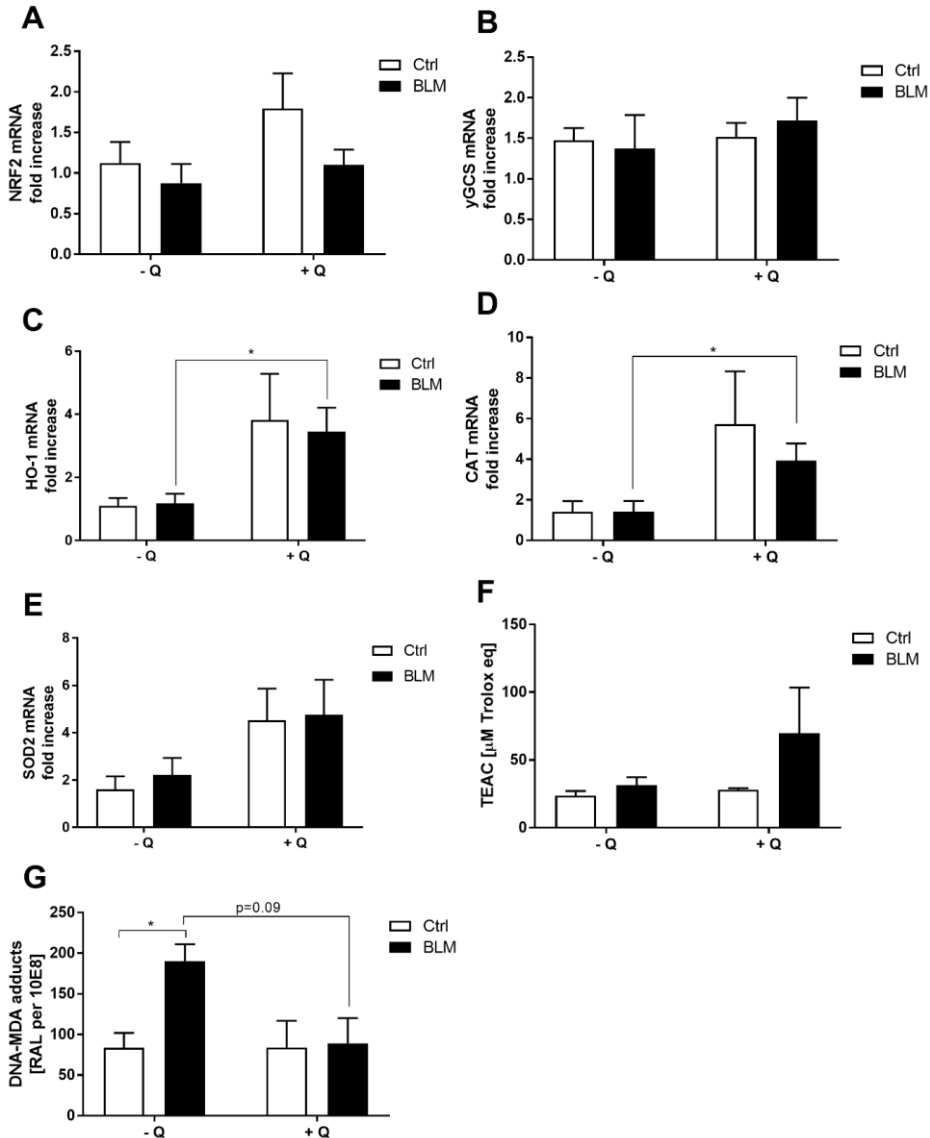 A
NRF2 mRNA
fold increase
2.5
2.0
1.5
1.0
0.5
0.0
- Q
+ Q
Ctrl
BLM
B
yGCS mRNA
fold increase
2.5
2.0
1.5
1.0
0.5
0.0
- Q
+ Q
Ctrl
BLM
C
HO-1 mRNA
fold increase
6
4
2
0
*
- Q
+ Q
Ctrl
BLM
D
CAT mRNA
fold increase
10
8
6
4
2
0
*
- Q
+ Q
Ctrl
BLM
E
SOD2 mRNA
fold increase
8
6
4
2
0
- Q
+ Q
Ctrl
BLM
F
TEAC [µM Trolox eq]
150
100
50
0
- Q
+ Q
Ctrl
BLM
G
DNA-MDA adducts
[RAL per 10E8]
250
200
150
100
50
0
*
p=0.09
- Q
+ Q
Ctrl
BLM